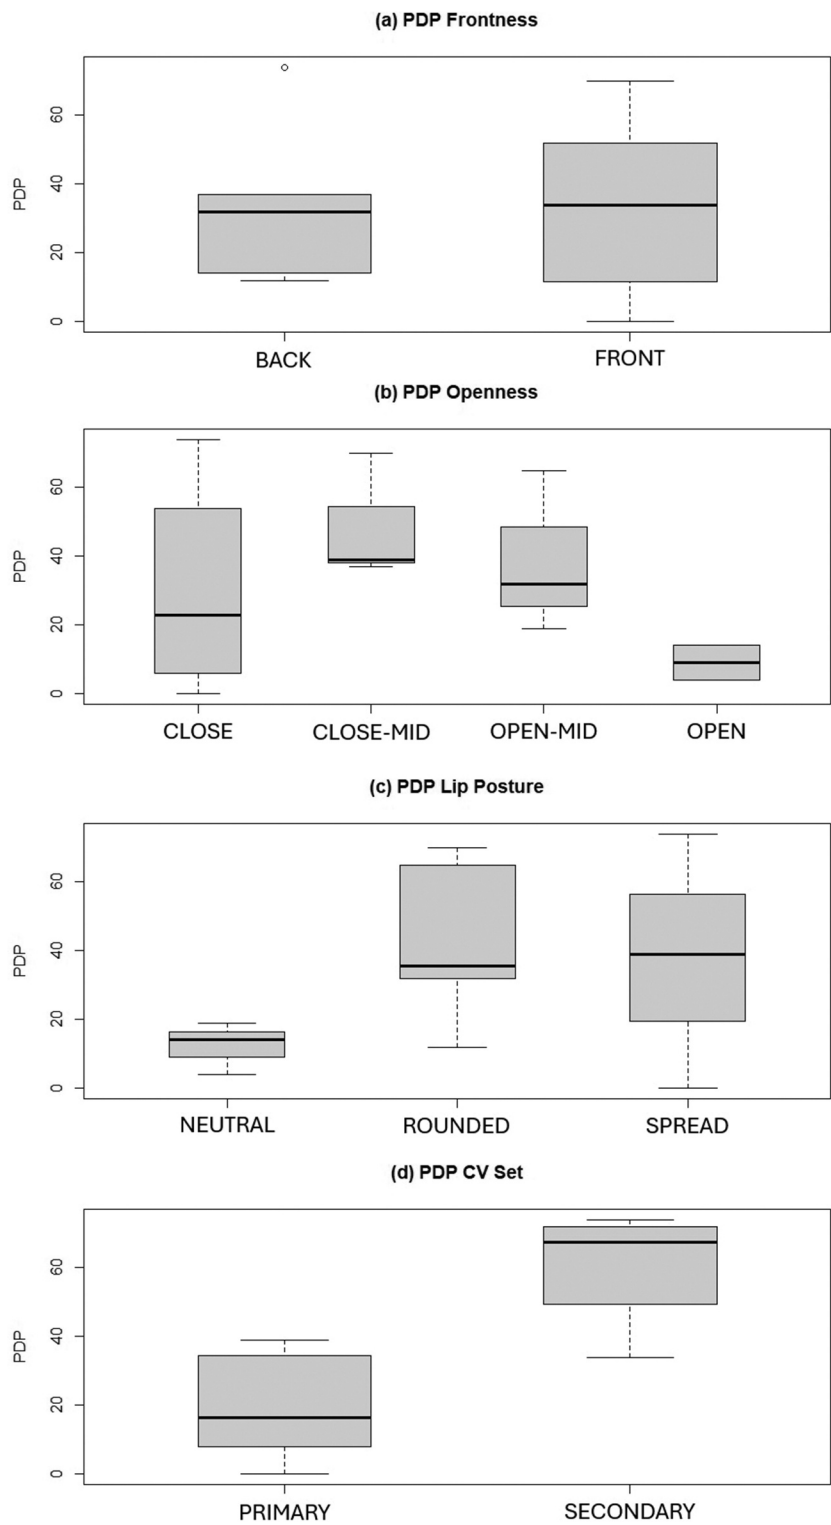 (a) PDP Frontness
PDP
60
40
20
0
BACK FRONT
(b) PDP Openness
PDP
60
40
20
0
CLOSE CLOSE-MID OPEN-MID OPEN
(c) PDP Lip Posture
PDP
60
40
20
0
NEUTRAL ROUNDED SPREAD
(d) PDP CV Set
PDP
60
40
20
0
PRIMARY SECONDARY